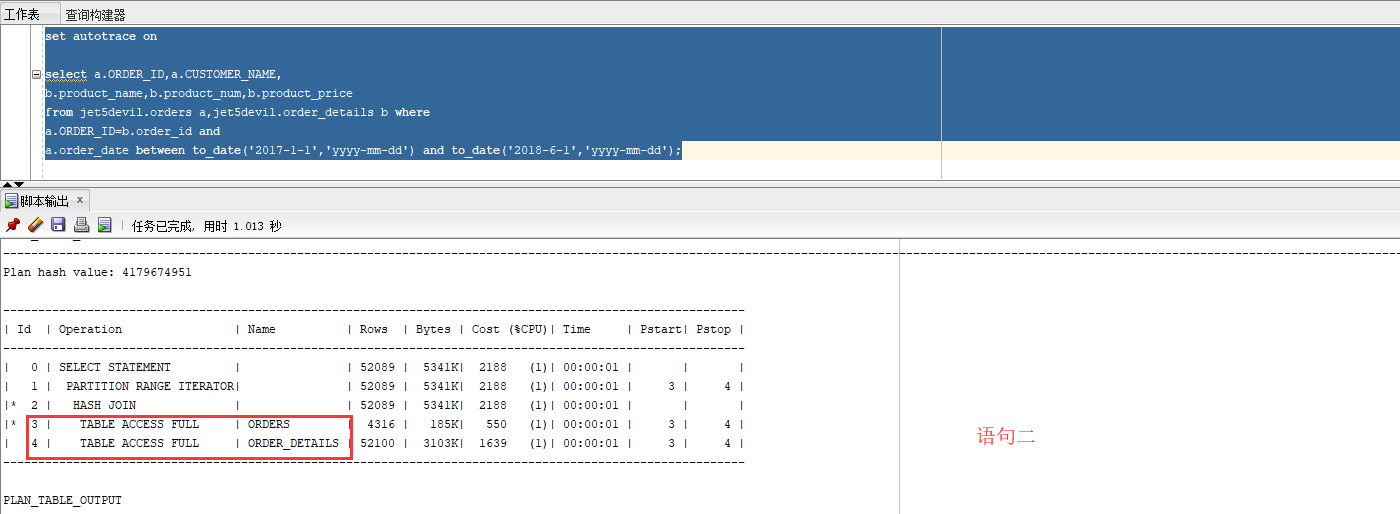 工作表 查询构建器
set autotrace on
select a.ORDER_ID,a.CUSTOMER_NAME,
b.product_name,b.product_num,b.product_price
from jet5devil.orders a,jet5devil.order_details b where
a.ORDER_ID=b.order_id and
a.order_date between to_date('2017-1-1','yyyy-mm-dd') and to_date('2018-6-1','yyyy-mm-dd');
脚本输出 ×
任务已完成, 用时 1.013 秒
Plan hash value: 4179674951
| Id | Operation | Name | Rows | Bytes | Cost (%CPU)| Time | Pstart| Pstop |
| 0 | SELECT STATEMENT | | 52089 | 5341K| 2188 (1)| 00:00:01 | | |
| 1 | PARTITION RANGE ITERATOR| | 52089 | 5341K| 2188 (1)| 00:00:01 | 3 | 4 |
|* 2 | HASH JOIN | | 52089 | 5341K| 2188 (1)| 00:00:01 | | |
|* 3 | TABLE ACCESS FULL | ORDERS | 4316 | 185K| 550 (1)| 00:00:01 | 3 | 4 |
| 4 | TABLE ACCESS FULL | ORDER_DETAILS | 52100 | 3103K| 1639 (1)| 00:00:01 | 3 | 4 |
语句二
PLAN_TABLE_OUTPUT